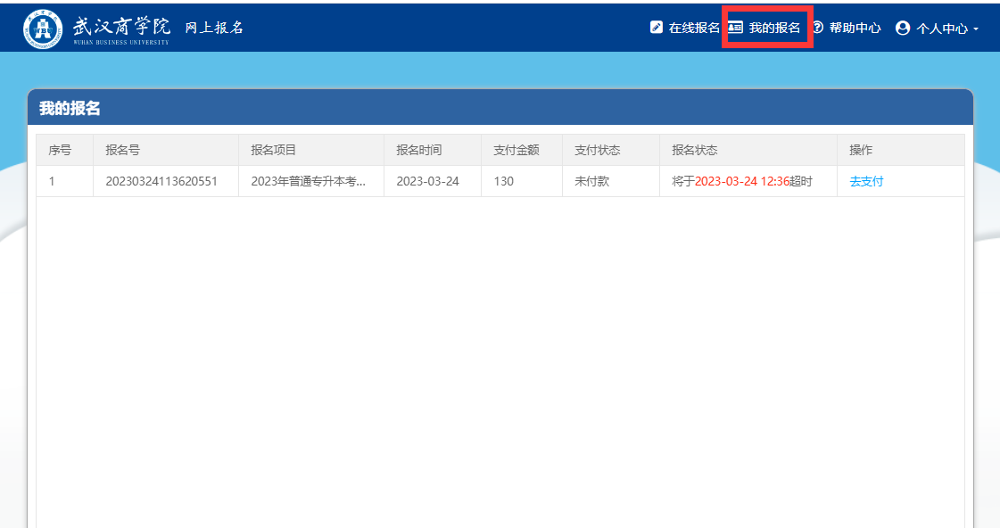 武汉商学院 网上报名 在线报名 我的报名 帮助中心 个人中心
WUHAN BUSINESS UNIVERSITY
我的报名
序号 报名号 报名项目 报名时间 支付金额 支付状态 报名状态 操作
1 20230324113620551 2023年普通专升本考... 2023-03-24 130 未付款 将于2023-03-24 12:36超时 去支付